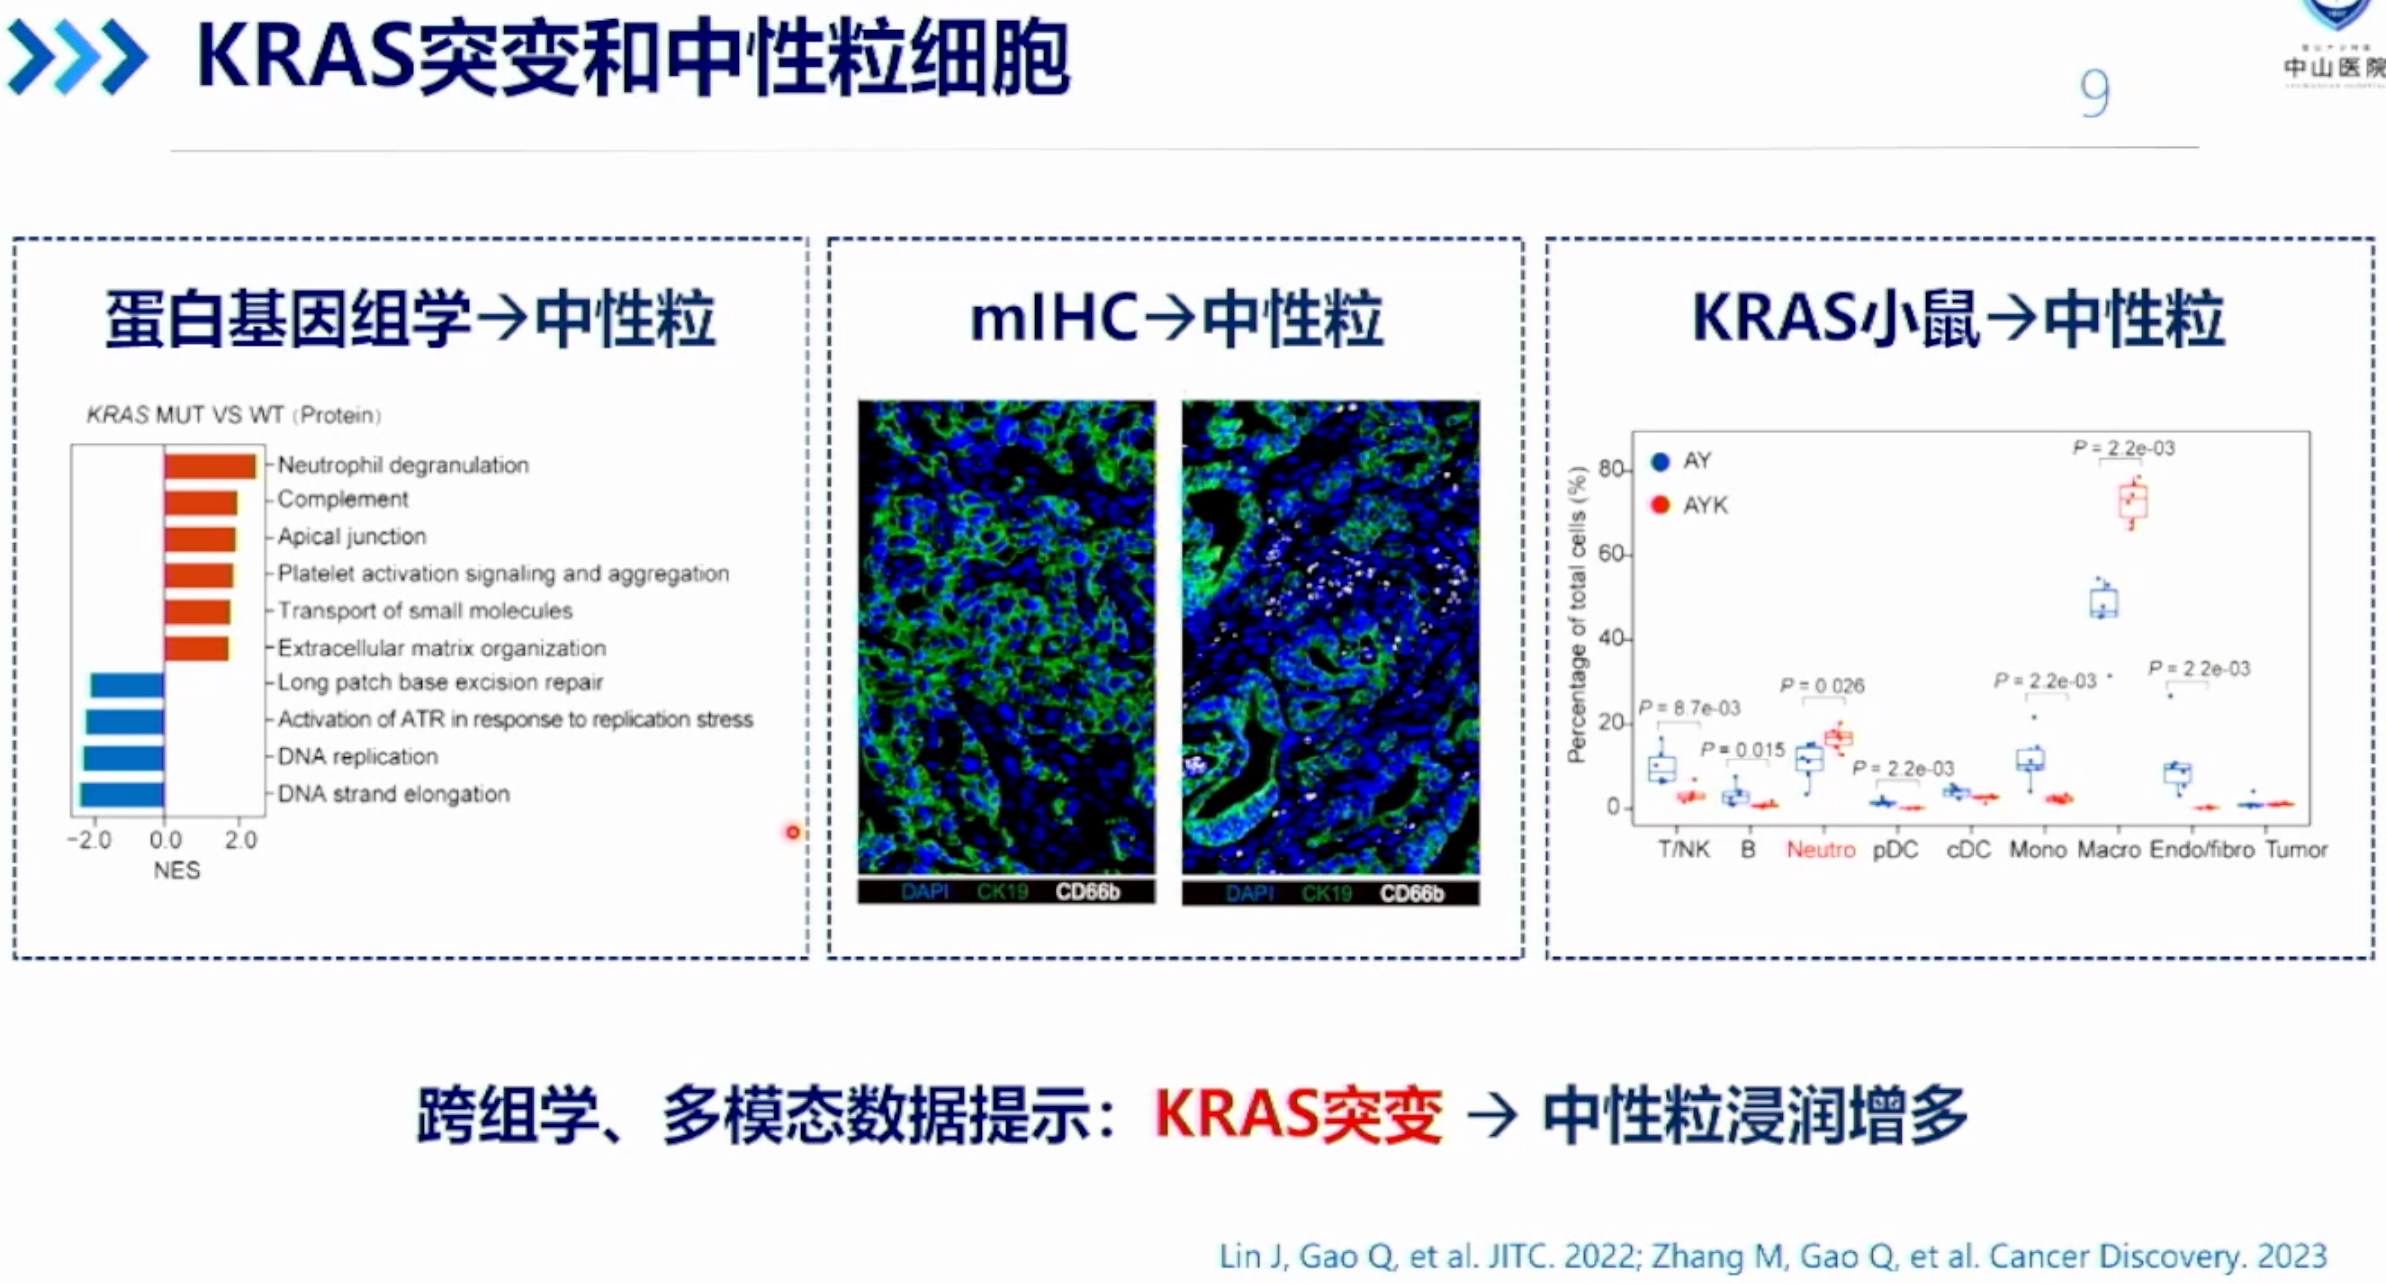 KRAS突变和中性粒细胞
9
中山医院
蛋白基因组学→中性粒
KRAS MUT VS WT (Protein)
Neutrophil degranulation
Complement
Apical junction
Platelet activation signaling and aggregation
Transport of small molecules
Extracellular matrix organization
Long patch base excision repair
Activation of ATR in response to replication stress
DNA replication
DNA strand elongation
−2.0 0.0 2.0
NES
mIHC→中性粒
DAPI CK19 CD66b
DAPI CK19 CD66b
KRAS小鼠→中性粒
Percentage of total cells (%)
80
60
40
20
0
AY
AYK
P = 8.7e-03
P = 0.015
P = 0.026
P = 2.2e-03
P = 2.2e-03
P = 2.2e-03
P = 2.2e-03
T/NK B Neutro pDC cDC Mono Macro Endo/fibro Tumor
跨组学、多模态数据提示：KRAS突变 → 中性粒浸润增多
Lin J, Gao Q, et al. JITC. 2022; Zhang M, Gao Q, et al. Cancer Discovery. 2023